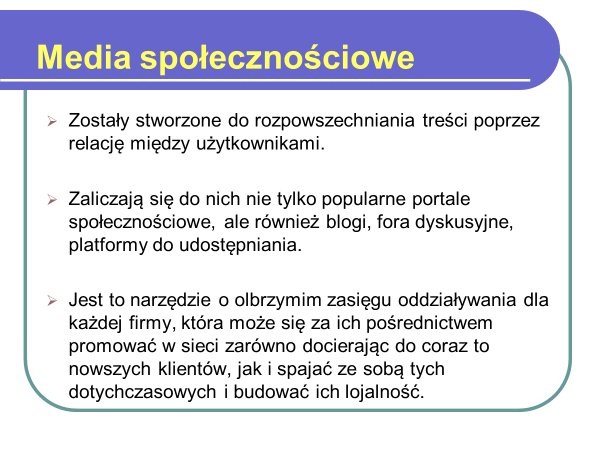 Media społecznościowe
Zostały stworzone do rozpowszechniania treści poprzez
relację między użytkownikami.
Zaliczają się do nich nie tylko popularne portale
społecznościowe, ale również blogi, fora dyskusyjne,
platformy do udostępniania.
Jest to narzędzie o olbrzymim zasięgu oddziaływania dla
każdej firmy, która może się za ich pośrednictwem
promować w sieci zarówno docierając do coraz to
nowszych klientów, jak i spajać ze sobą tych
dotychczasowych i budować ich lojalność.